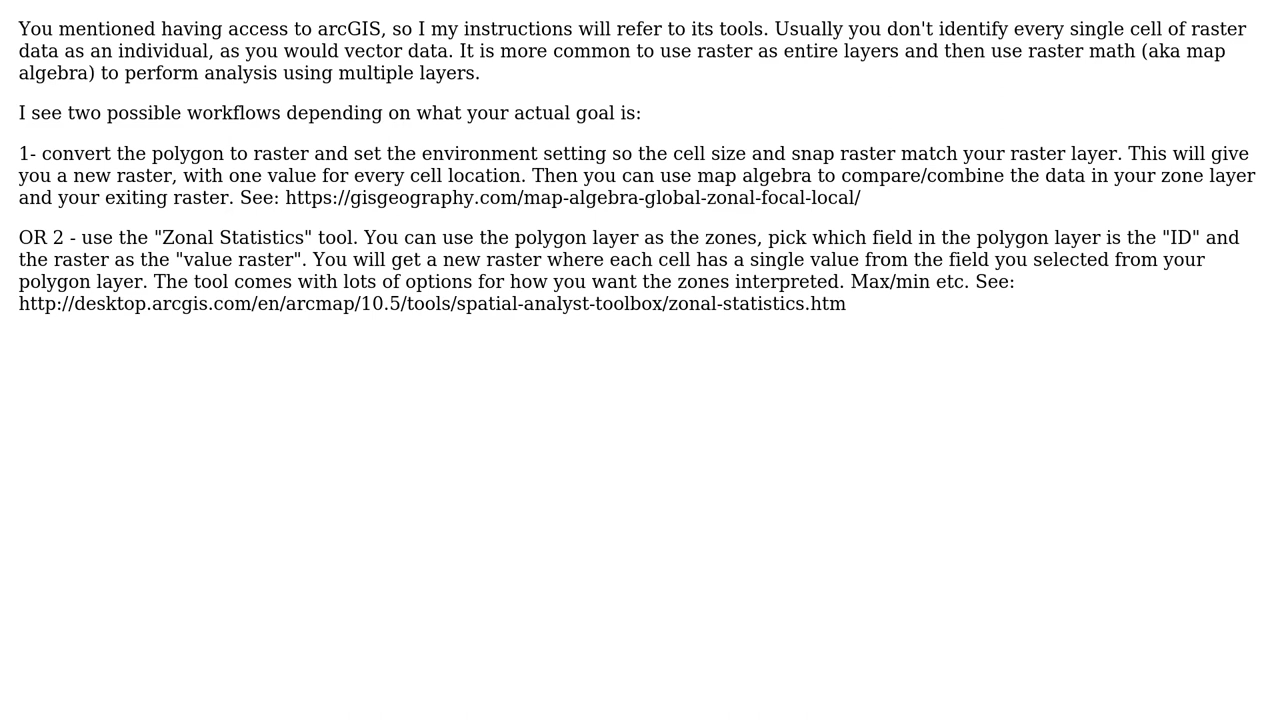 You mentioned having access to arcGIS, so I my instructions will refer to its tools. Usually you don't identify every single cell of raster
data as an individual, as you would vector data. It is more common to use raster as entire layers and then use raster math (aka map
algebra) to perform analysis using multiple layers.
I see two possible workflows depending on what your actual goal is:
1- convert the polygon to raster and set the environment setting so the cell size and snap raster match your raster layer. This will give
you a new raster, with one value for every cell location. Then you can use map algebra to compare/combine the data in your zone layer
and your exiting raster. See: https://gisgeography.com/map-algebra-global-zonal-focal-local/
OR 2 - use the "Zonal Statistics" tool. You can use the polygon layer as the zones, pick which field in the polygon layer is the "ID" and
the raster as the "value raster". You will get a new raster where each cell has a single value from the field you selected from your
polygon layer. The tool comes with lots of options for how you want the zones interpreted. Max/min etc. See:
http://desktop.arcgis.com/en/arcmap/10.5/tools/spatial-analyst-toolbox/zonal-statistics.htm